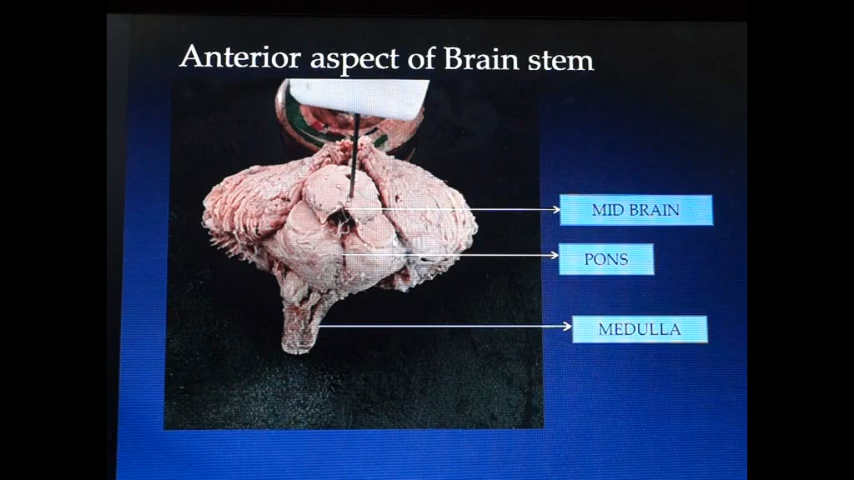 Anterior aspect of Brain stem
MID BRAIN
PONS
MEDULLA